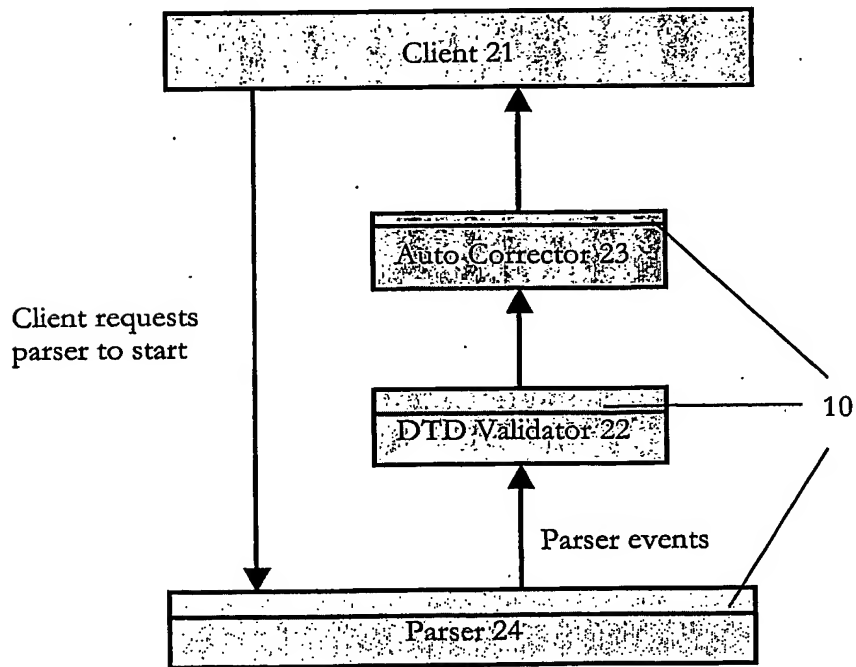 Client 21
Auto Corrector 23
Client requests
parser to start
10
DTD Validator 22
Parser events
Parser 24